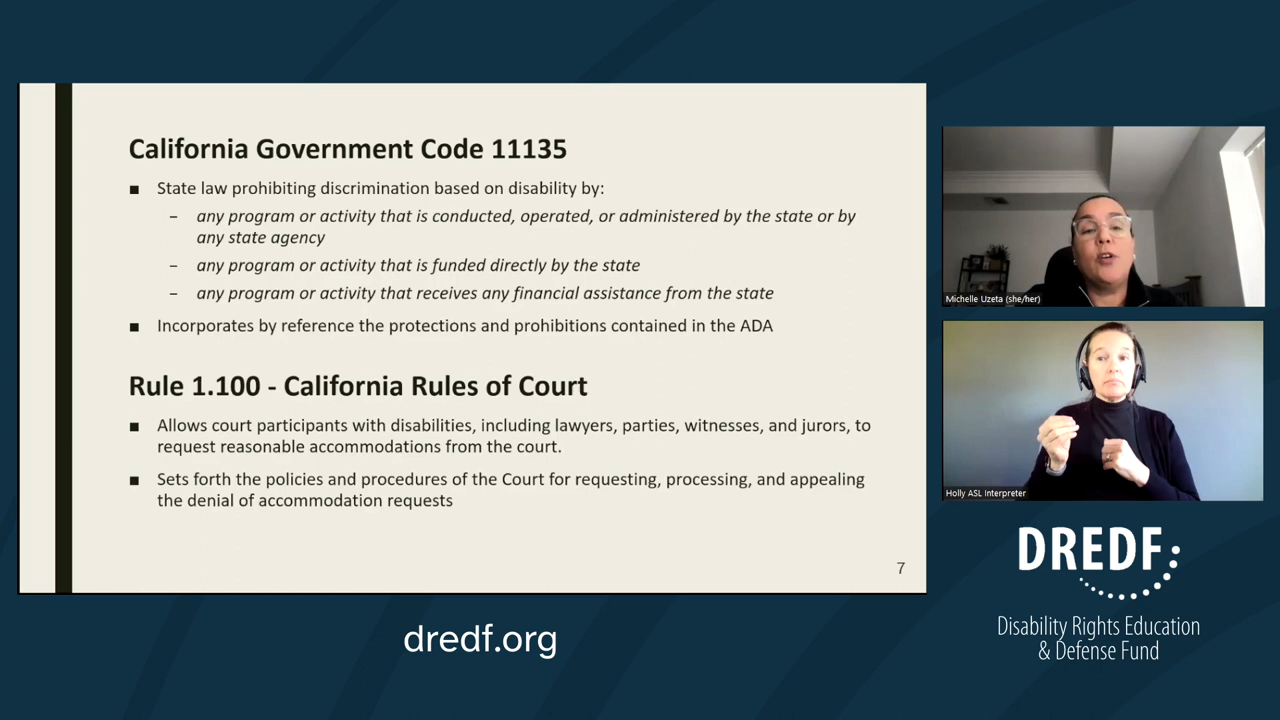 California Government Code 11135
■ State law prohibiting discrimination based on disability by:
– any program or activity that is conducted, operated, or administered by the state or by
any state agency
– any program or activity that is funded directly by the state
– any program or activity that receives any financial assistance from the state
■ Incorporates by reference the protections and prohibitions contained in the ADA
Rule 1.100 - California Rules of Court
■ Allows court participants with disabilities, including lawyers, parties, witnesses, and jurors, to
request reasonable accommodations from the court.
■ Sets forth the policies and procedures of the Court for requesting, processing, and appealing
the denial of accommodation requests
7
Michelle Uzeta (she/her)
Holly ASL Interpreter
DREDF
Disability Rights Education
& Defense Fund
dredf.org